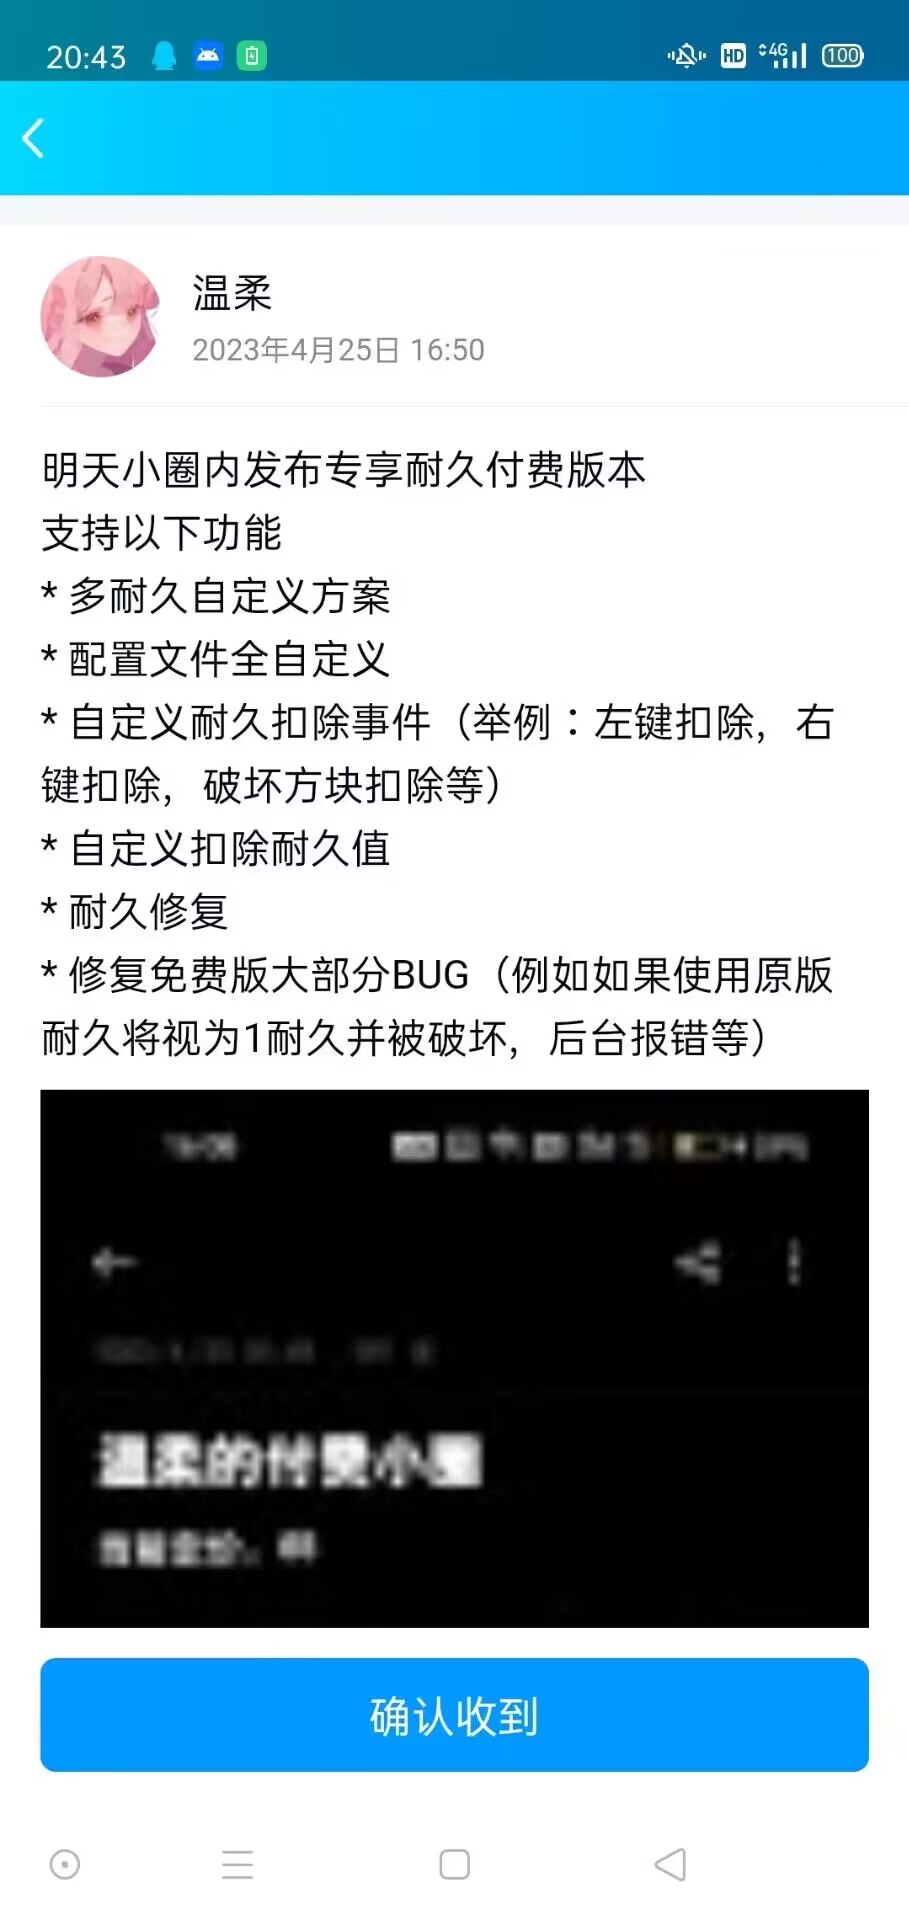 20:43
HD 4G 100
温柔
2023年4月25日 16:50
明天小圈内发布专享耐久付费版本
支持以下功能
* 多耐久自定义方案
* 配置文件全自定义
* 自定义耐久扣除事件（举例：左键扣除，右
键扣除，破坏方块扣除等）
* 自定义扣除耐久值
* 耐久修复
* 修复免费版大部分BUG（例如如果使用原版
耐久将视为1耐久并被破坏，后台报错等）
温柔的付费小圈
确认收到